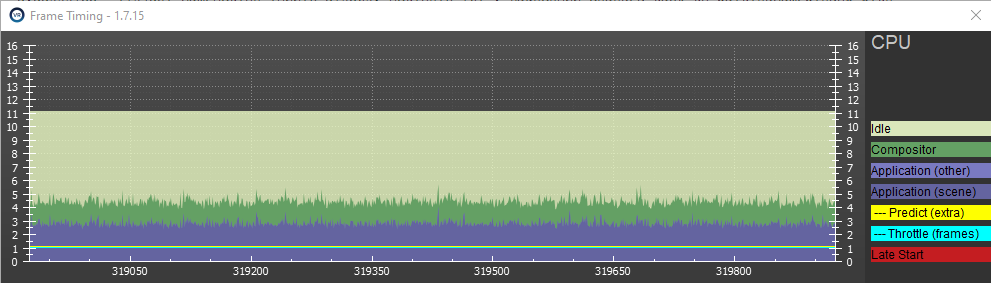 VR Frame Timing - 1.7.15
16 16 CPU
15 15
14 14
13 13
12 12
11 11
10 10 Idle
9 9
8 8 Compositor
7 7 Application (other)
6 6
5 5 Application (scene)
4 4 --- Predict (extra)
3 3
2 2 --- Throttle (frames)
1 1 Late Start
0 0
319050 319200 319350 319500 319650 319800